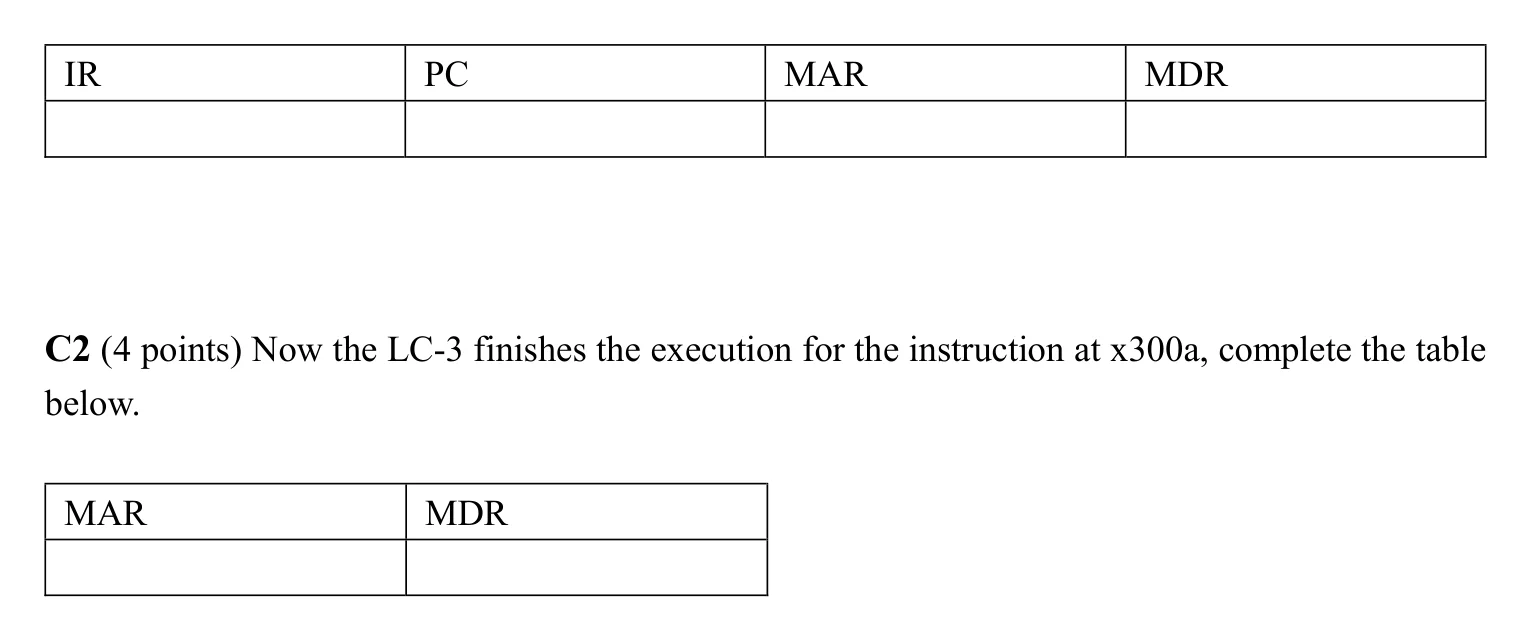 IR PC MAR MDR
C2 (4 points) Now the LC-3 finishes the execution for the instruction at x300a, complete the table
below.
MAR MDR